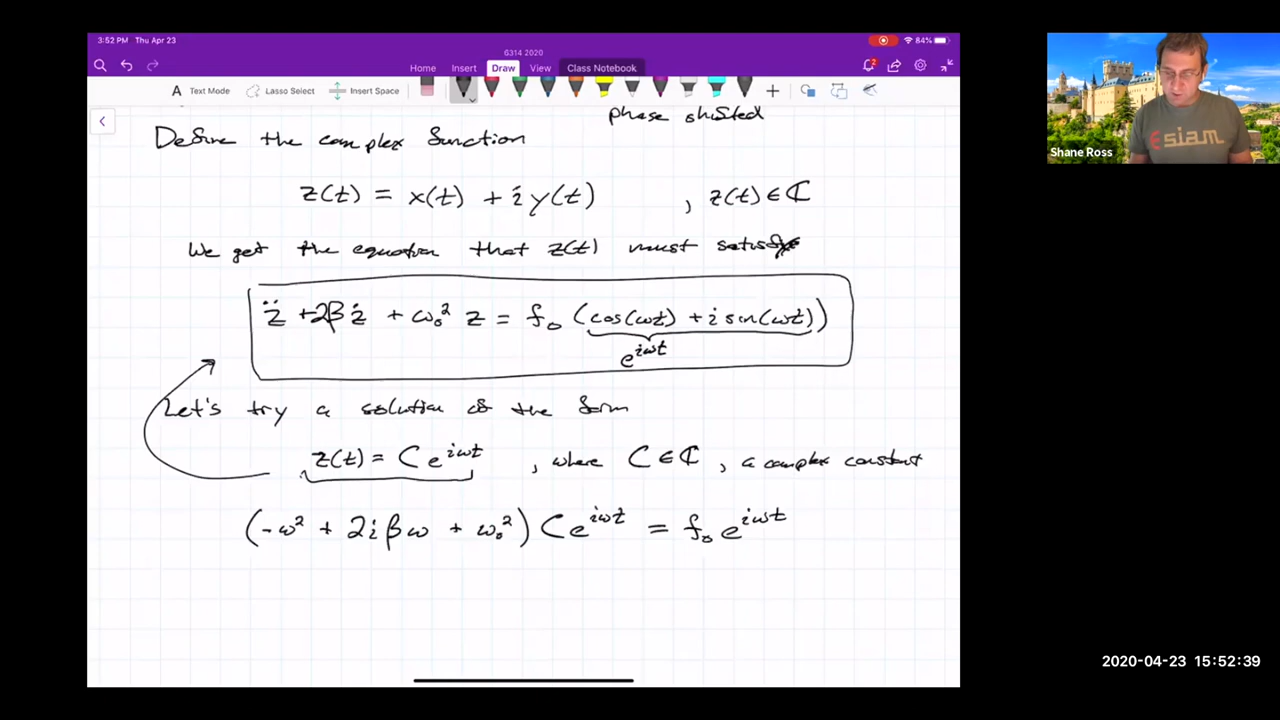 3:52 PM Thu Apr 23
84%
6314 2020
Home Insert Draw View Class Notebook
2
Text Mode Lasso Select Insert Space
phase shifted
Define the complex function
z(t) = x(t) + i y(t) , z(t) ∈ ℂ
We get the equation that z(t) must satisfy
z̈ + 2β ż + ω₀² z = f₀ (cos(ωt) + i sin(ωt))
e^{iωt}
Let's try a solution of the form
z(t) = C e^{iωt} , where C ∈ ℂ , a complex constant
(-ω² + 2iβω + ω₀²) C e^{iωt} = f₀ e^{iωt}
siam
Shane Ross
2020-04-23 15:52:39